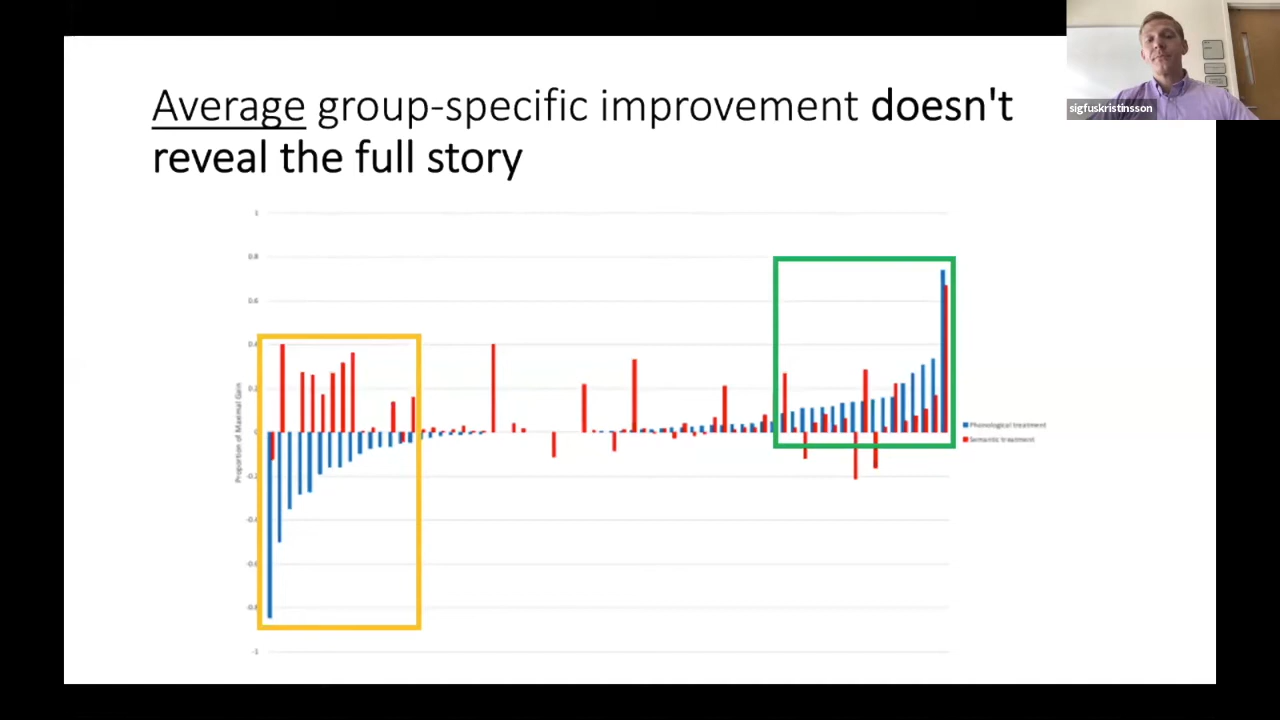 sigfuskristinsson
Average group-specific improvement doesn't
reveal the full story
1
0.8
0.6
0.4
0.2
0
-0.2
-0.4
-0.6
-0.8
-1
Proportion of Maximal Gain
Phonological treatment
Semantic treatment